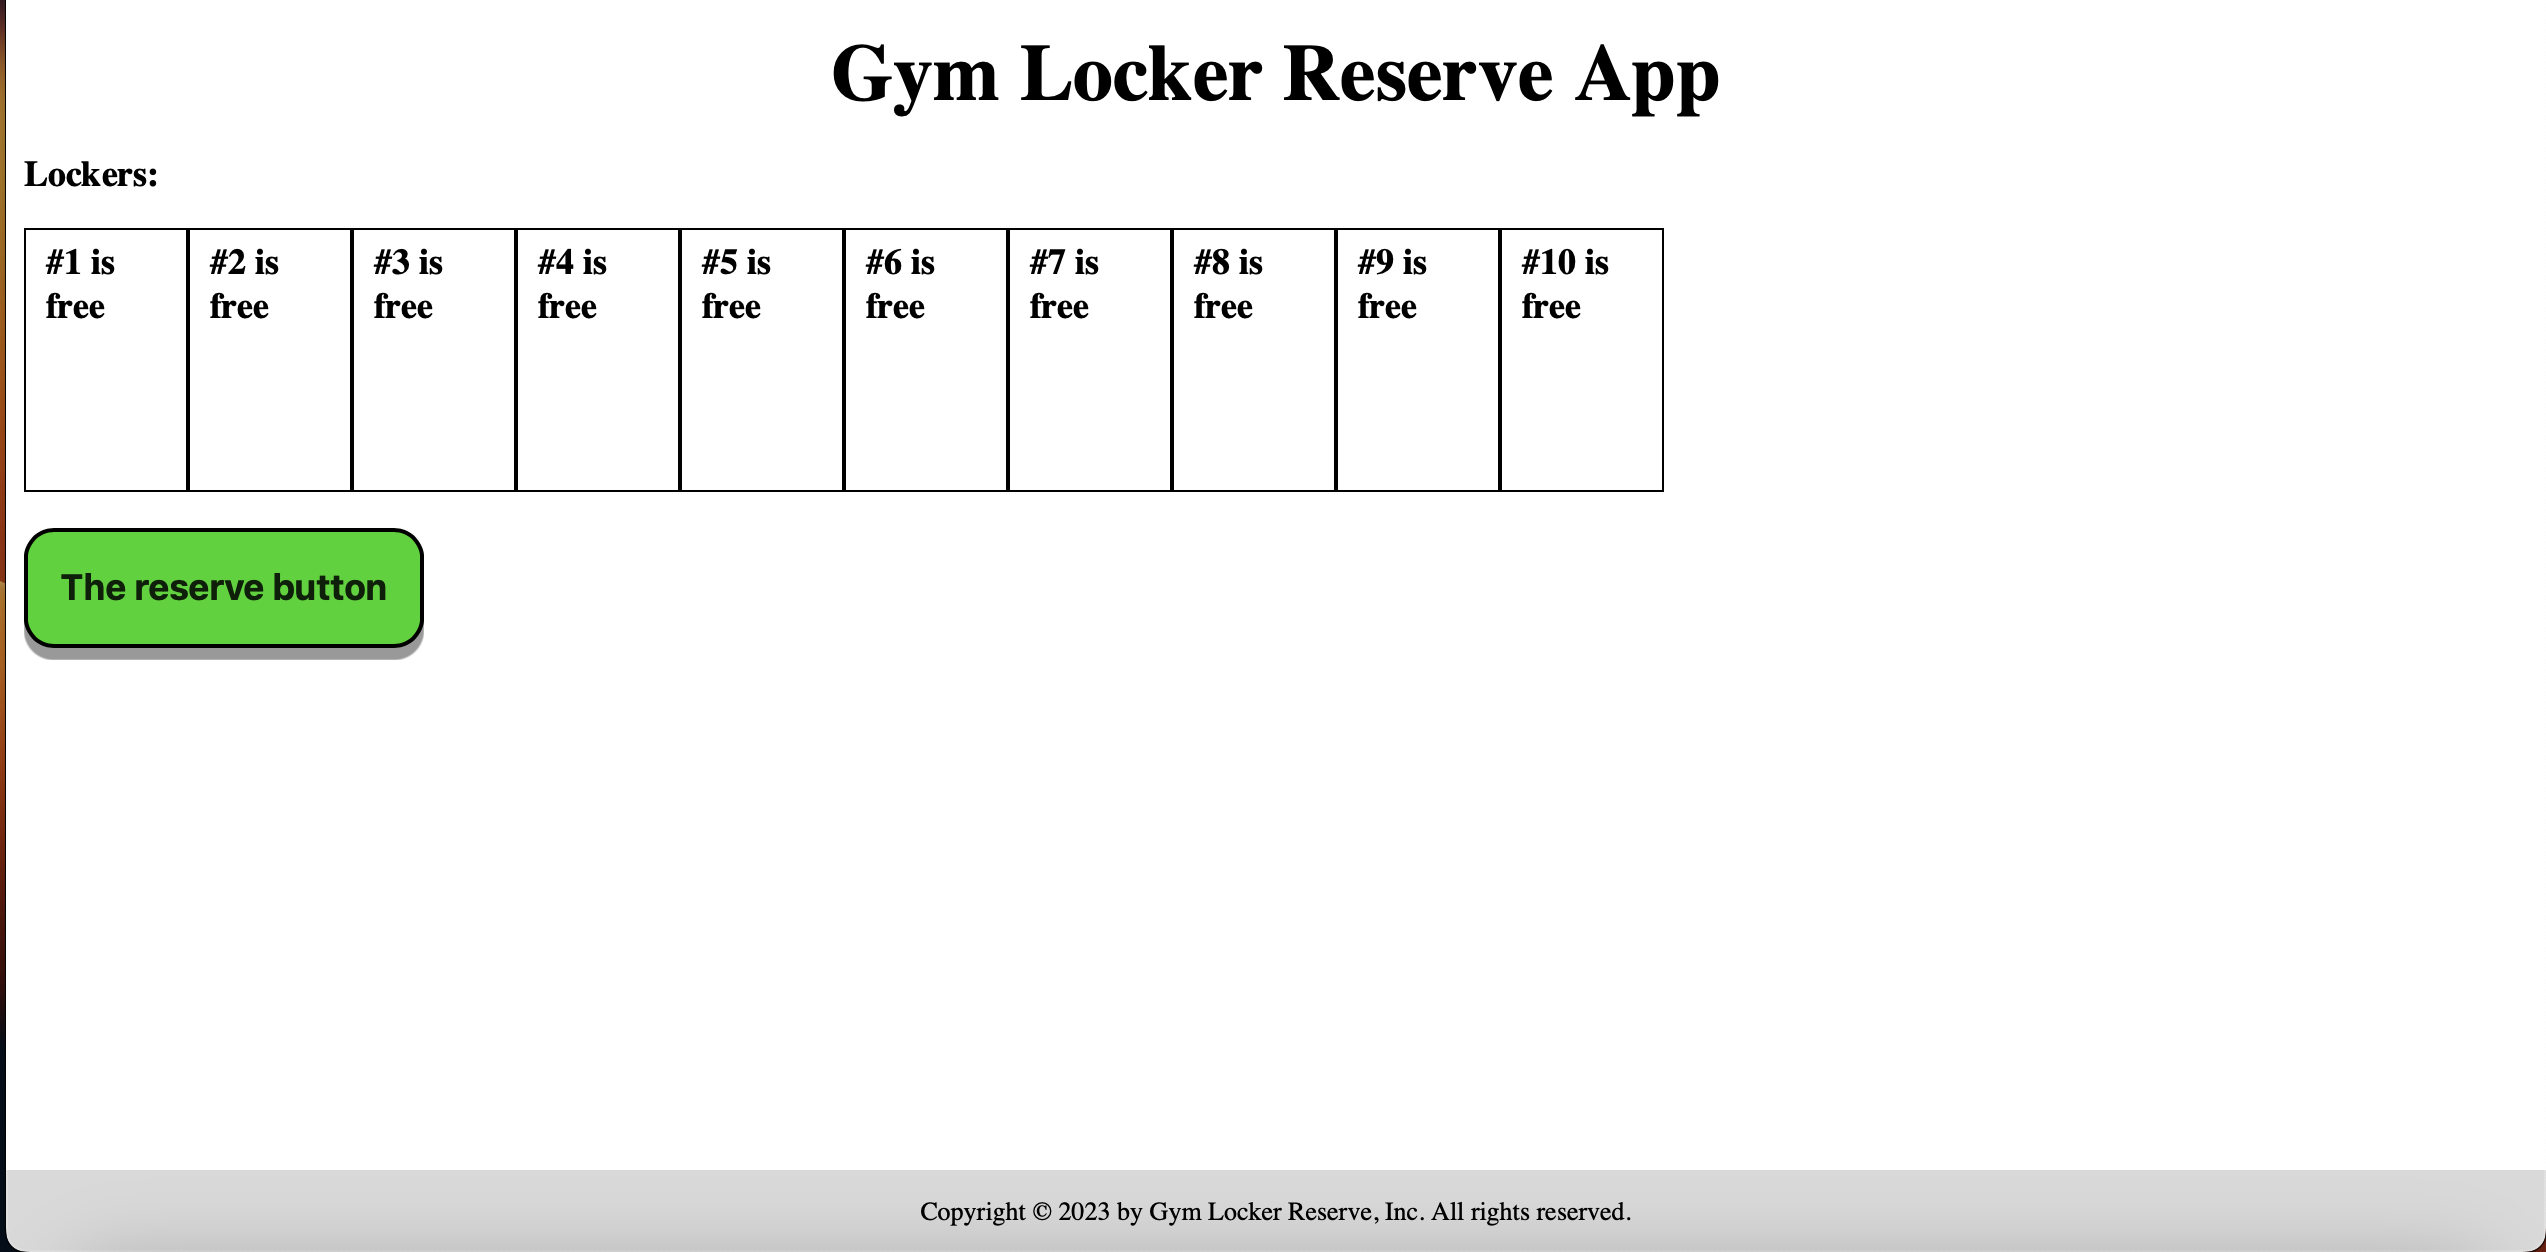 Gym Locker Reserve App
Lockers:
#1 is
free
#2 is
free
#3 is
free
#4 is
free
#5 is
free
#6 is
free
#7 is
free
#8 is
free
#9 is
free
#10 is
free
The reserve button
Copyright © 2023 by Gym Locker Reserve, Inc. All rights reserved.